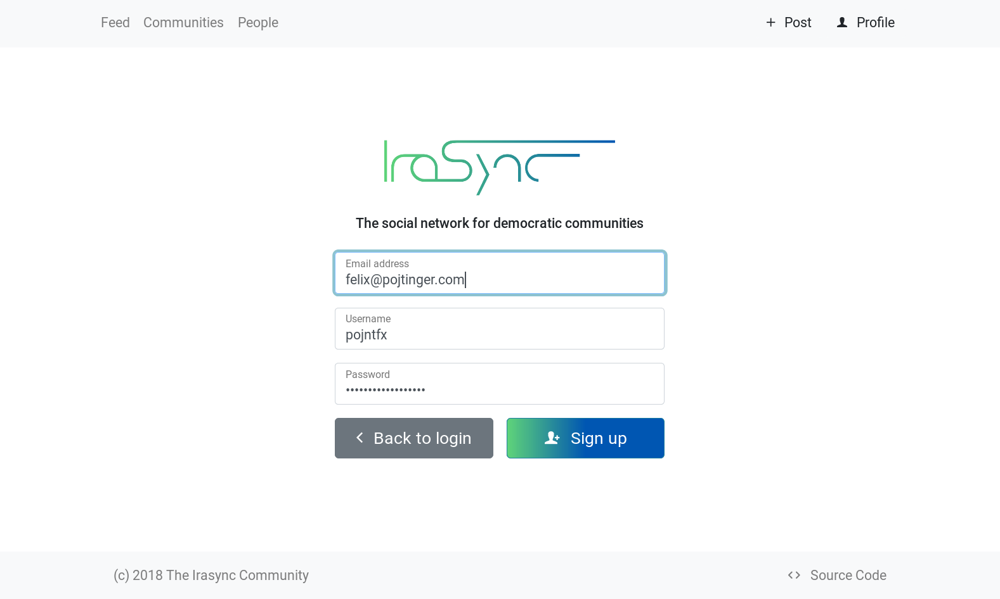 Feed Communities People Post Profile
IraSync
The social network for democratic communities
Email address
felix@pojtinger.com
Username
pojntfx
Password
••••••••••••••••••
Back to login Sign up
(c) 2018 The Irasync Community Source Code